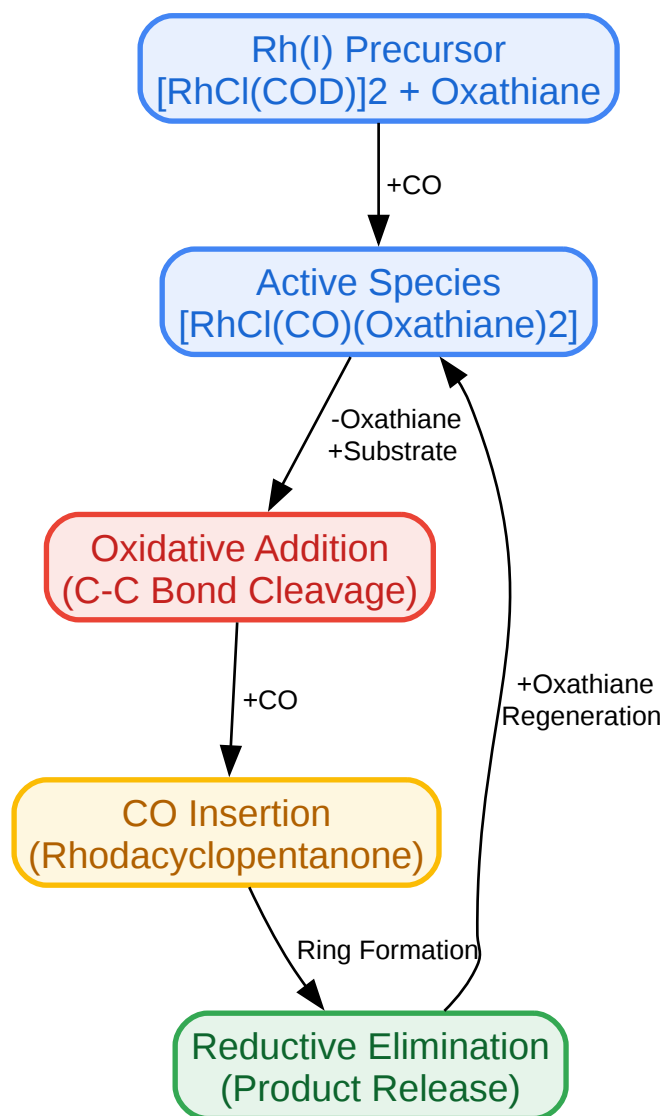 Rh(I) Precursor
[RhCl(COD)]2 + Oxathiane
+CO
Active Species
[RhCl(CO)(Oxathiane)2]
-Oxathiane
+Substrate
Oxidative Addition
(C-C Bond Cleavage)
+Oxathiane
Regeneration
+CO
CO Insertion
(Rhodacyclopentanone)
Ring Formation
Reductive Elimination
(Product Release)